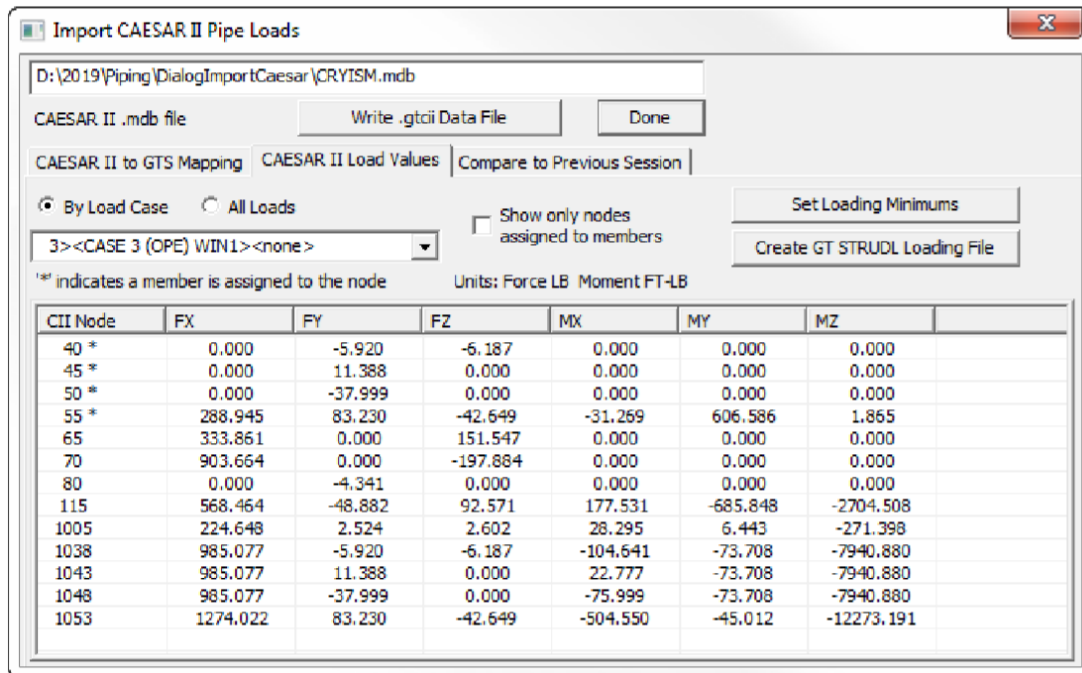 Import CAESAR II Pipe Loads
D:\2019\Piping\DialogImportCaesar\CRYISM.mdb
CAESAR II .mdb file Write .gtcii Data File Done
CAESAR II to GTS Mapping CAESAR II Load Values Compare to Previous Session
By Load Case All Loads Show only nodes assigned to members Set Loading Minimums
3><CASE 3 (OPE) WIN1><none> Create GT STRUDL Loading File
'*' indicates a member is assigned to the node Units: Force LB Moment FT-LB
CII Node FX FY FZ MX MY MZ
40 * 0.000 -5.920 -6.187 0.000 0.000 0.000
45 * 0.000 11.388 0.000 0.000 0.000 0.000
50 * 0.000 -37.999 0.000 0.000 0.000 0.000
55 * 288.945 83.230 -42.649 -31.269 606.586 1.865
65 333.861 0.000 151.547 0.000 0.000 0.000
70 903.664 0.000 -197.884 0.000 0.000 0.000
80 0.000 -4.341 0.000 0.000 0.000 0.000
115 568.464 -48.882 92.571 177.531 -685.848 -2704.508
1005 224.648 2.524 2.602 28.295 6.443 -271.398
1038 985.077 -5.920 -6.187 -104.641 -73.708 -7940.880
1043 985.077 11.388 0.000 22.777 -73.708 -7940.880
1048 985.077 -37.999 0.000 -75.999 -73.708 -7940.880
1053 1274.022 83.230 -42.649 -504.550 -45.012 -12273.191